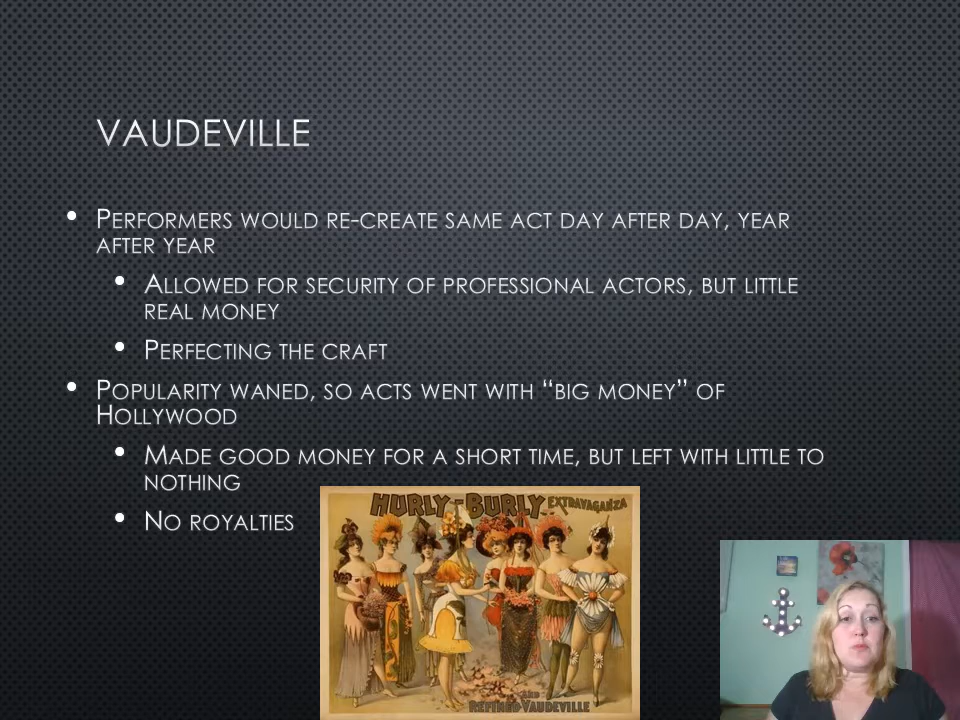 VAUDEVILLE
• PERFORMERS WOULD RE-CREATE SAME ACT DAY AFTER DAY, YEAR
AFTER YEAR
• ALLOWED FOR SECURITY OF PROFESSIONAL ACTORS, BUT LITTLE
REAL MONEY
• PERFECTING THE CRAFT
• POPULARITY WANED, SO ACTS WENT WITH “BIG MONEY” OF
HOLLYWOOD
• MADE GOOD MONEY FOR A SHORT TIME, BUT LEFT WITH LITTLE TO
NOTHING
• NO ROYALTIES
HURLY-BURLY EXTRAVAGANZA
AND
REFINED VAUDEVILLE